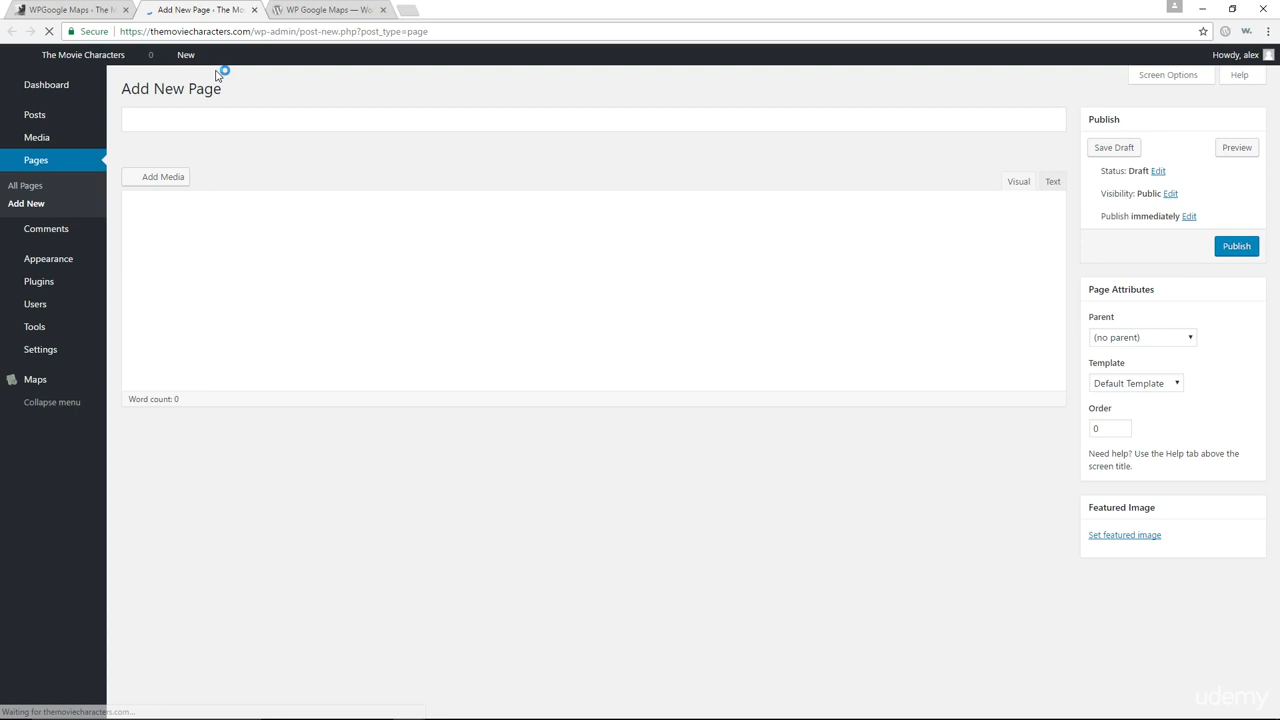 WPGoogle Maps ‹ The Mov
Add New Page ‹ The Mo
WP Google Maps — Wo
Secure https://themoviecharacters.com/wp-admin/post-new.php?post_type=page
The Movie Characters 0 New
Howdy, alex
Screen Options
Help
Dashboard
Posts
Media
Pages
All Pages
Add New
Comments
Appearance
Plugins
Users
Tools
Settings
Maps
Collapse menu
Add New Page
Add Media
Visual
Text
Word count: 0
Publish
Save Draft
Preview
Status: Draft Edit
Visibility: Public Edit
Publish immediately Edit
Publish
Page Attributes
Parent
(no parent)
Template
Default Template
Order
0
Need help? Use the Help tab above the
screen title.
Featured Image
Set featured image
Waiting for themoviecharacters.com...
udemy